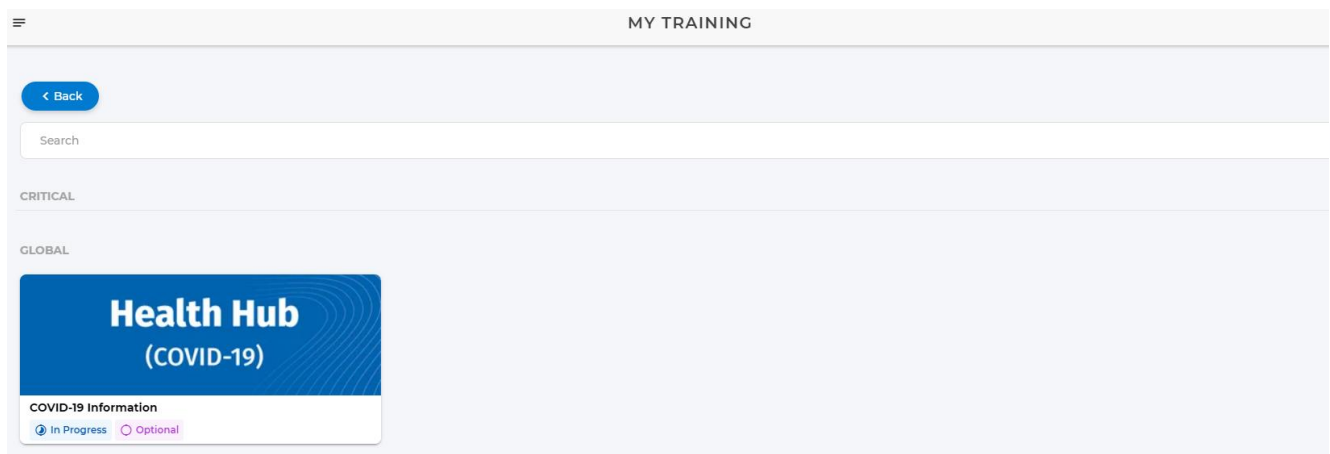 MY TRAINING
< Back
Search
CRITICAL
GLOBAL
Health Hub
(COVID-19)
COVID-19 Information
In Progress Optional